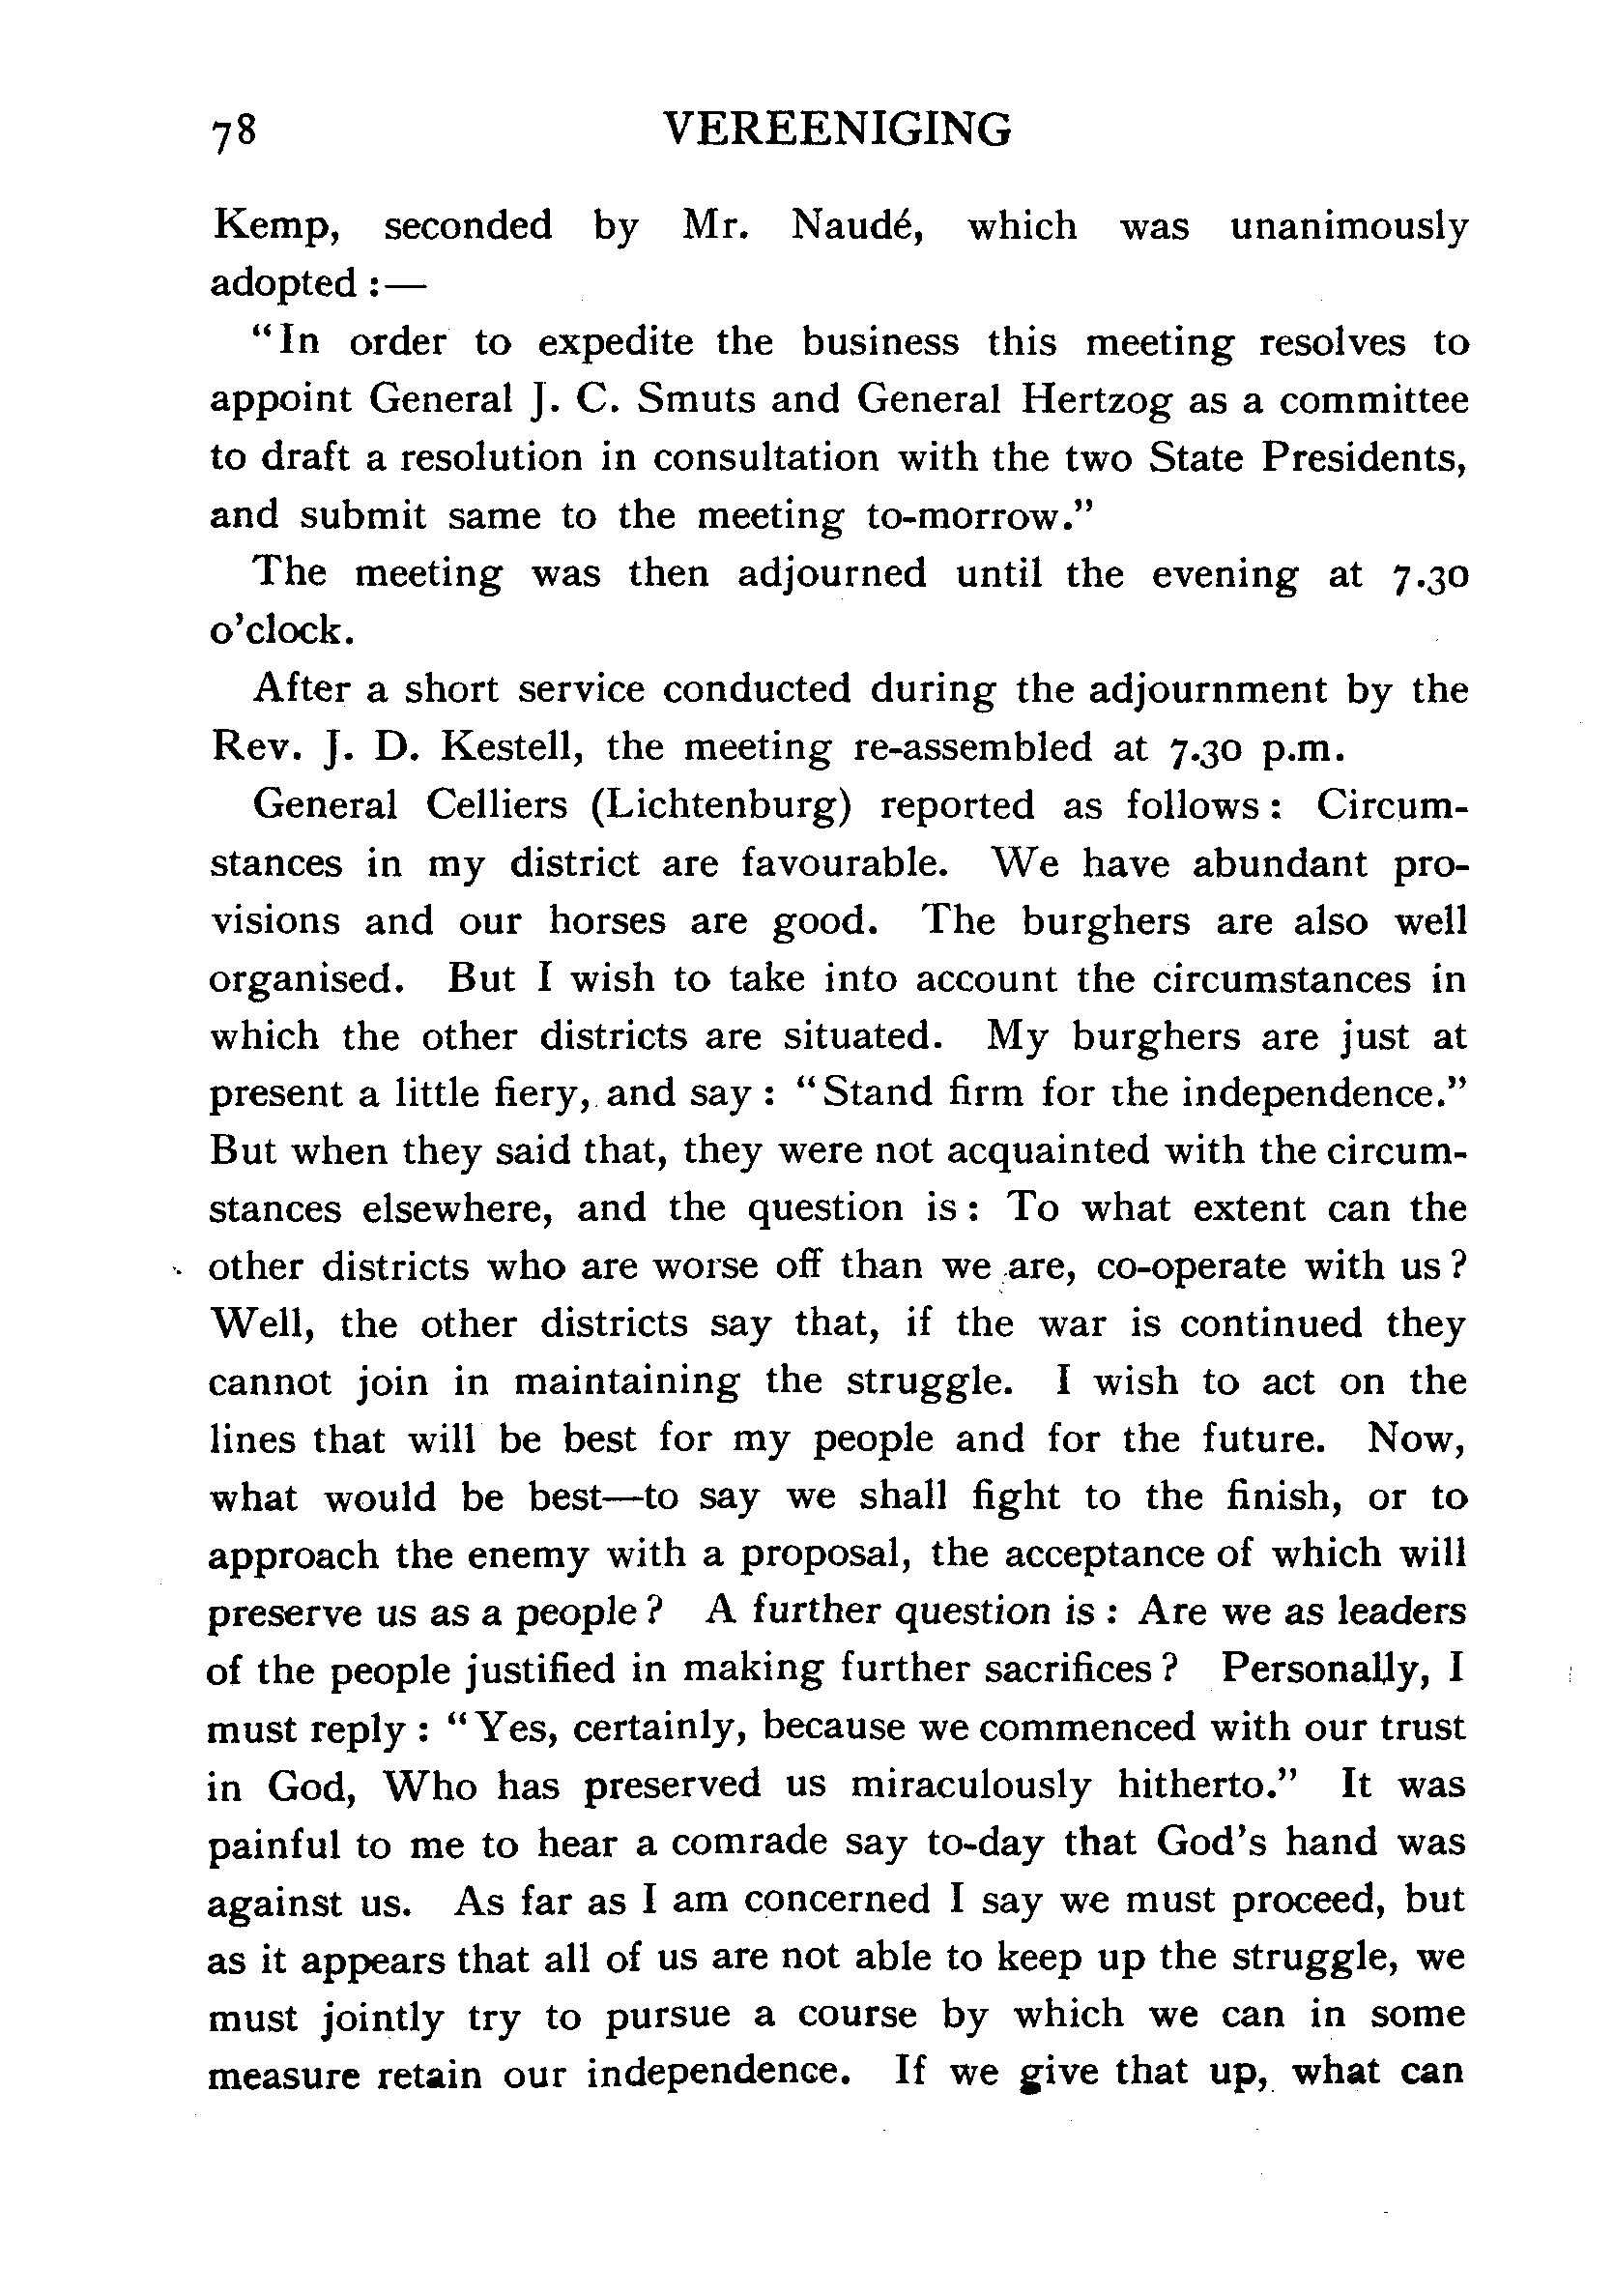 78 VEREENIGING
Kemp, seconded by Mr. Naudé, which was unanimously
adopted :—
"In order to expedite the business this meeting resolves to
appoint General J. C. Smuts and General Hertzog as a committee
to draft a resolution in consultation with the two State Presidents,
and submit same to the meeting to-morrow."
The meeting was then adjourned until the evening at 7.30
o'clock.
After a short service conducted during the adjournment by the
Rev. J. D. Kestell, the meeting re-assembled at 7.30 p.m.
General Celliers (Lichtenburg) reported as follows : Circum-
stances in my district are favourable. We have abundant pro-
visions and our horses are good. The burghers are also well
organised. But I wish to take into account the circumstances in
which the other districts are situated. My burghers are just at
present a little fiery, and say : "Stand firm for the independence."
But when they said that, they were not acquainted with the circum-
stances elsewhere, and the question is : To what extent can the
other districts who are worse off than we are, co-operate with us ?
Well, the other districts say that, if the war is continued they
cannot join in maintaining the struggle. I wish to act on the
lines that will be best for my people and for the future. Now,
what would be best—to say we shall fight to the finish, or to
approach the enemy with a proposal, the acceptance of which will
preserve us as a people ? A further question is : Are we as leaders
of the people justified in making further sacrifices ? Personally, I
must reply : "Yes, certainly, because we commenced with our trust
in God, Who has preserved us miraculously hitherto." It was
painful to me to hear a comrade say to-day that God's hand was
against us. As far as I am concerned I say we must proceed, but
as it appears that all of us are not able to keep up the struggle, we
must jointly try to pursue a course by which we can in some
measure retain our independence. If we give that up, what can